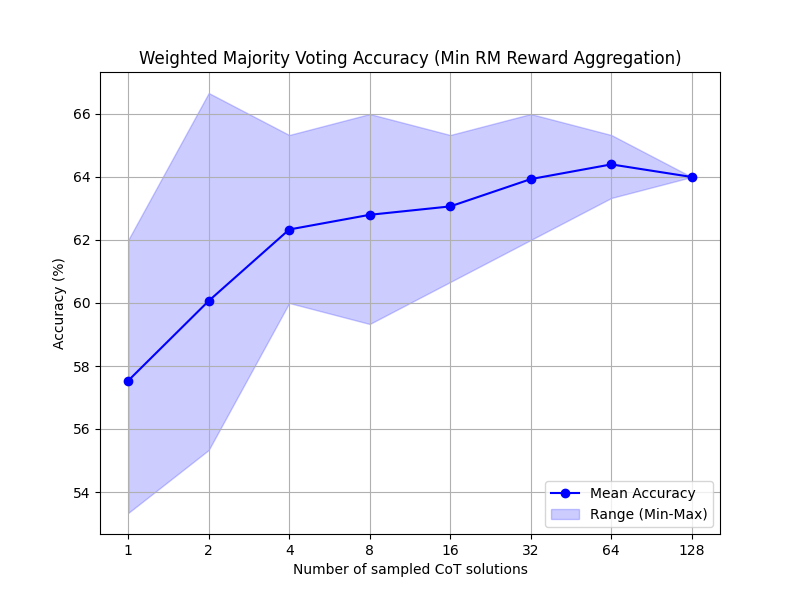 Weighted Majority Voting Accuracy (Min RM Reward Aggregation)
66
64
62
60
58
56
54
Accuracy (%)
Mean Accuracy
Range (Min-Max)
1 2 4 8 16 32 64 128
Number of sampled CoT solutions